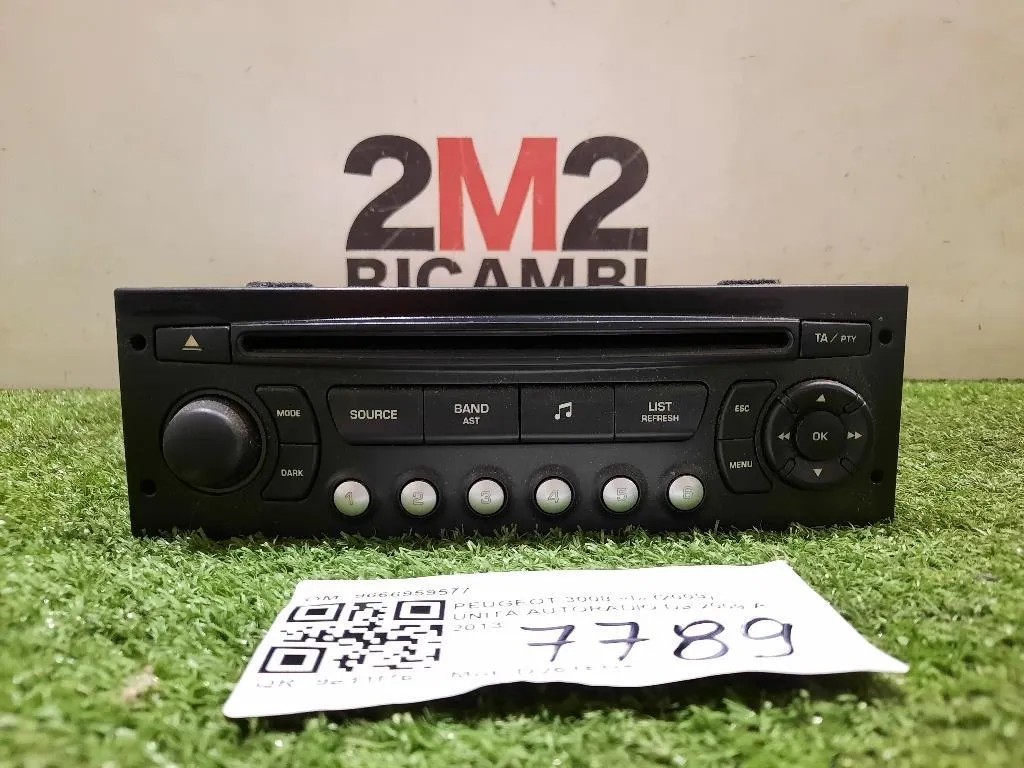 2M2
RICAMBI
TA / PTY
MODE
SOURCE
BAND
AST
LIST
REFRESH
ESC
OK
DARK
MENU
1 2 3 4 5 6
9666959577
PEUGEOT 3008
UNITA AUTORADIO
2013
7789